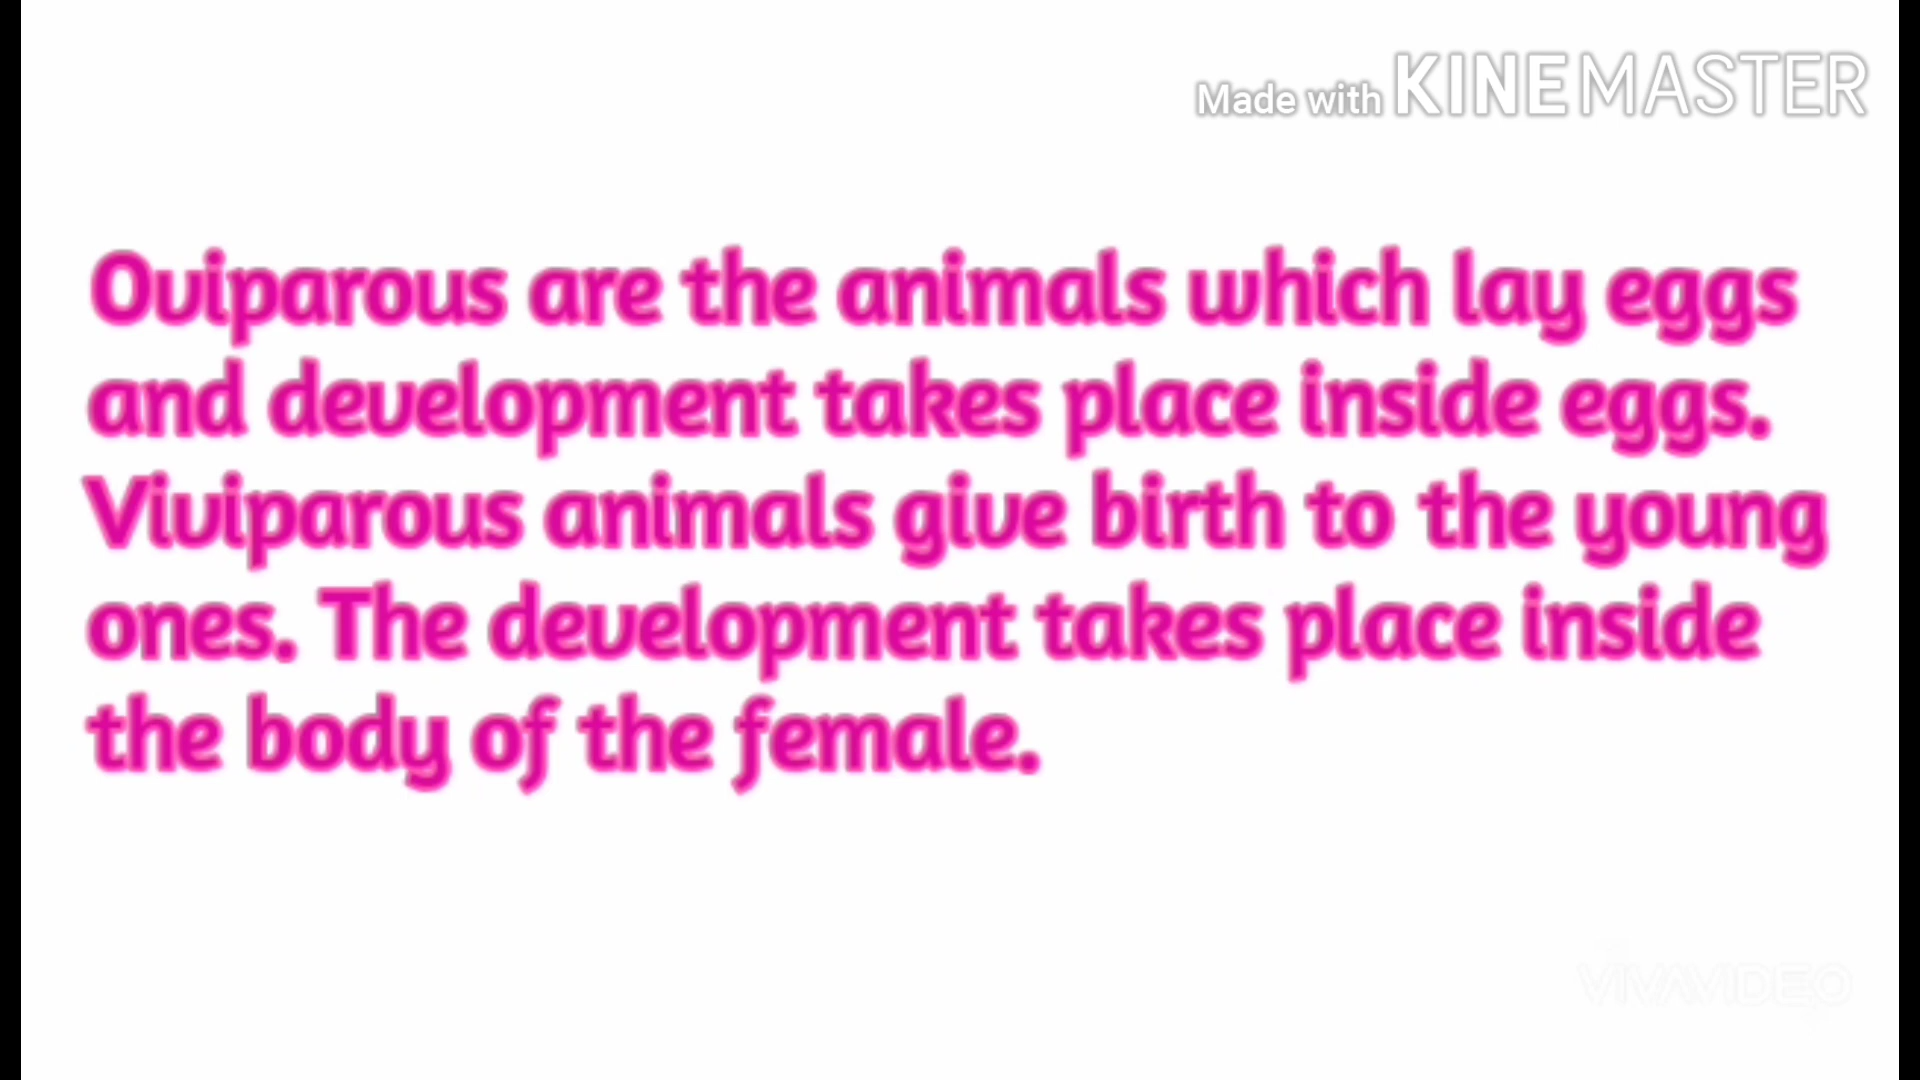 Made with KINEMASTER
Oviparous are the animals which lay eggs
and development takes place inside eggs.
Viviparous animals give birth to the young
ones. The development takes place inside
the body of the female.
VIVAVIDEO